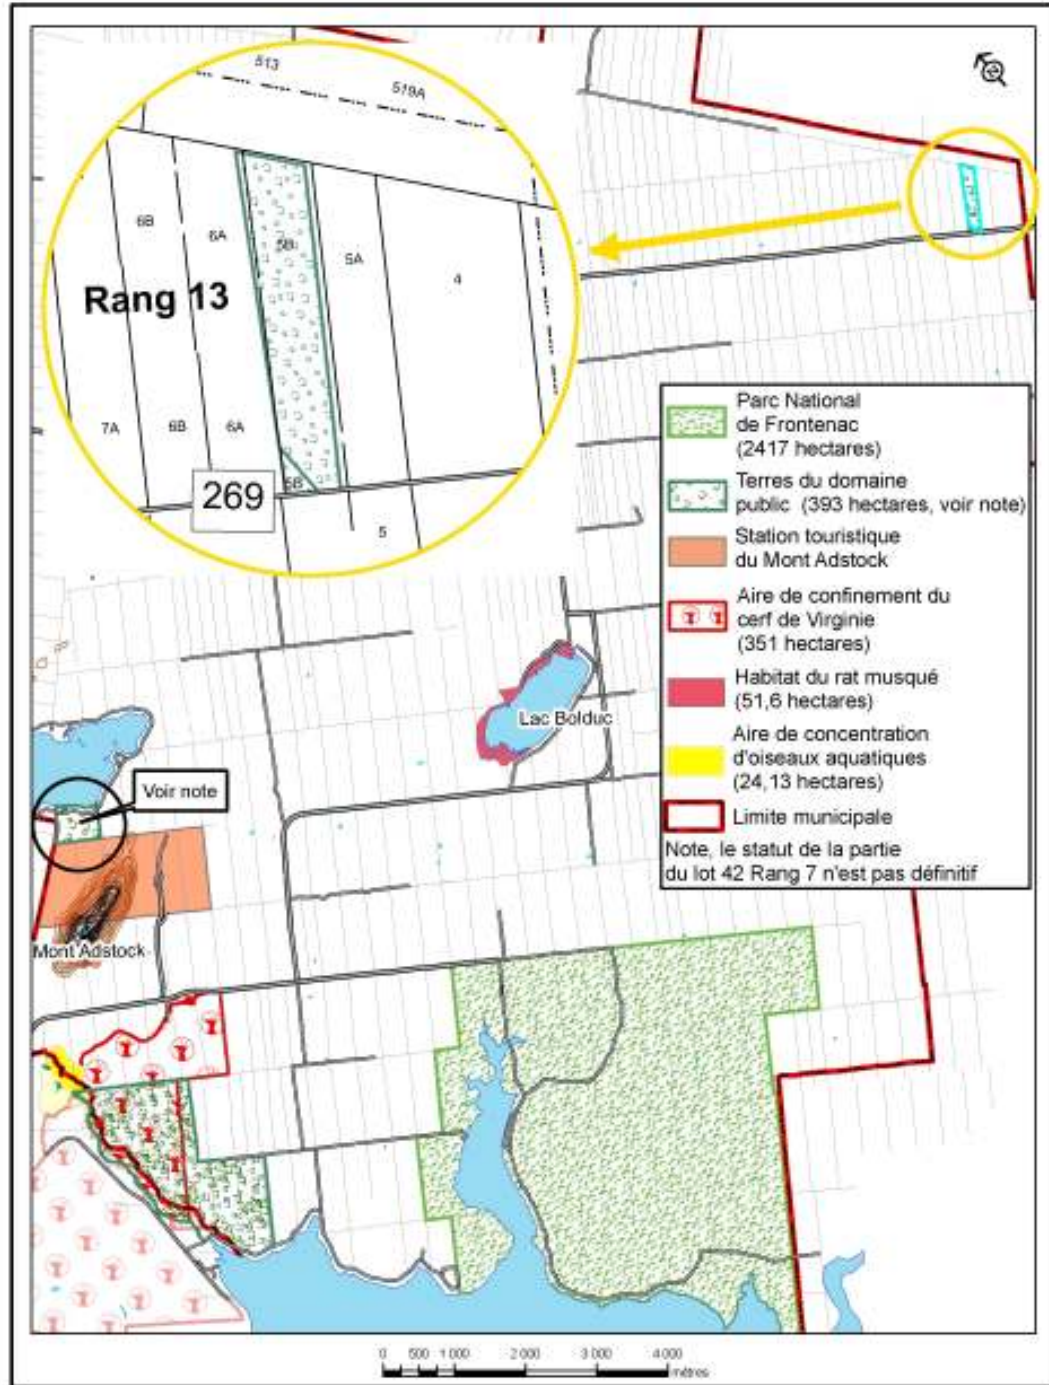 513
519A
6B
6A
5B
5A
4
Rang 13
7A
6B
6A
5B
269
5
Parc National
de Frontenac
(2417 hectares)
Terres du domaine
public (393 hectares, voir note)
Station touristique
du Mont Adstock
Aire de confinement du
cerf de Virginie
(351 hectares)
Habitat du rat musqué
(51,6 hectares)
Aire de concentration
d'oiseaux aquatiques
(24,13 hectares)
Limite municipale
Note, le statut de la partie
du lot 42 Rang 7 n'est pas définitif
Lac Bolduc
Voir note
Mont Adstock
0 500 1 000 2 000 3 000 4 000
mètres